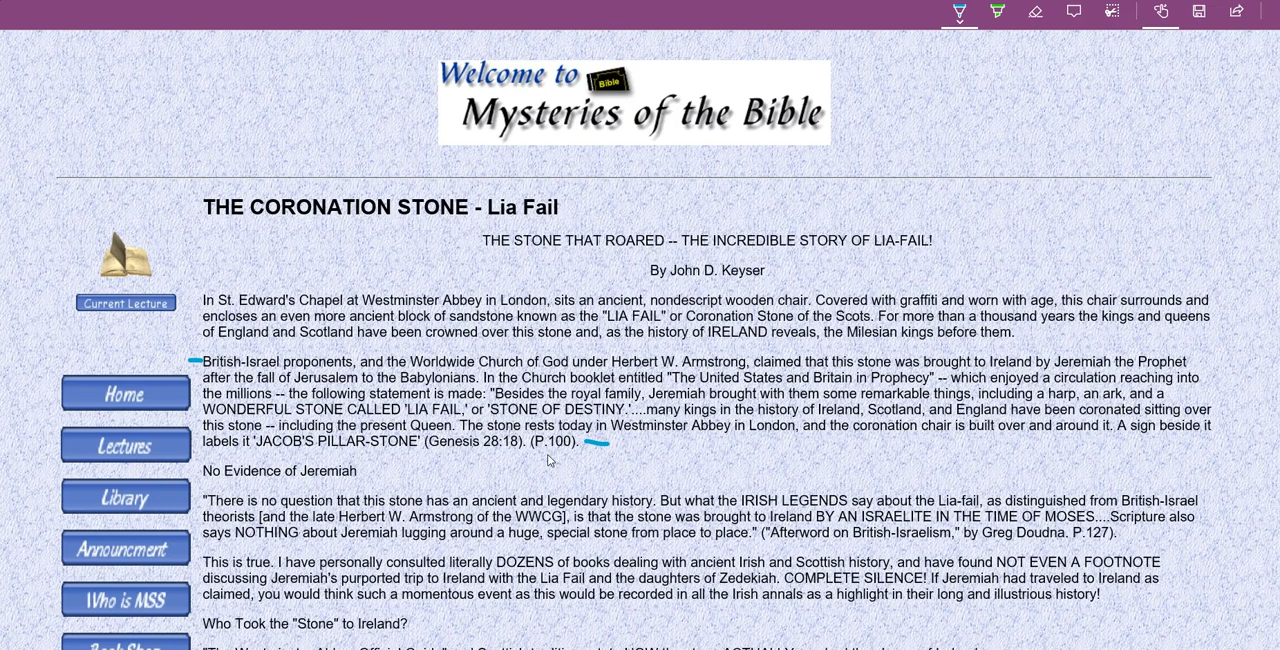 Welcome to
Bible
Mysteries of the Bible
THE CORONATION STONE - Lia Fail
THE STONE THAT ROARED -- THE INCREDIBLE STORY OF LIA-FAIL!
By John D. Keyser
Current Lecture
In St. Edward's Chapel at Westminster Abbey in London, sits an ancient, nondescript wooden chair. Covered with graffiti and worn with age, this chair surrounds and
encloses an even more ancient block of sandstone known as the "LIA FAIL" or Coronation Stone of the Scots. For more than a thousand years the kings and queens
of England and Scotland have been crowned over this stone and, as the history of IRELAND reveals, the Milesian kings before them.
British-Israel proponents, and the Worldwide Church of God under Herbert W. Armstrong, claimed that this stone was brought to Ireland by Jeremiah the Prophet
after the fall of Jerusalem to the Babylonians. In the Church booklet entitled "The United States and Britain in Prophecy" -- which enjoyed a circulation reaching into
the millions -- the following statement is made: "Besides the royal family, Jeremiah brought with them some remarkable things, including a harp, an ark, and a
WONDERFUL STONE CALLED 'LIA FAIL,' or 'STONE OF DESTINY.'....many kings in the history of Ireland, Scotland, and England have been coronated sitting over
this stone -- including the present Queen. The stone rests today in Westminster Abbey in London, and the coronation chair is built over and around it. A sign beside it
labels it 'JACOB'S PILLAR-STONE' (Genesis 28:18). (P.100).
Home
Lectures
Library
Announcment
Who is MSS
No Evidence of Jeremiah
"There is no question that this stone has an ancient and legendary history. But what the IRISH LEGENDS say about the Lia-fail, as distinguished from British-Israel
theorists [and the late Herbert W. Armstrong of the WWCG], is that the stone was brought to Ireland BY AN ISRAELITE IN THE TIME OF MOSES....Scripture also
says NOTHING about Jeremiah lugging around a huge, special stone from place to place." ("Afterword on British-Israelism," by Greg Doudna. P.127).
This is true. I have personally consulted literally DOZENS of books dealing with ancient Irish and Scottish history, and have found NOT EVEN A FOOTNOTE
discussing Jeremiah's purported trip to Ireland with the Lia Fail and the daughters of Zedekiah. COMPLETE SILENCE! If Jeremiah had traveled to Ireland as
claimed, you would think such a momentous event as this would be recorded in all the Irish annals as a highlight in their long and illustrious history!
Who Took the "Stone" to Ireland?